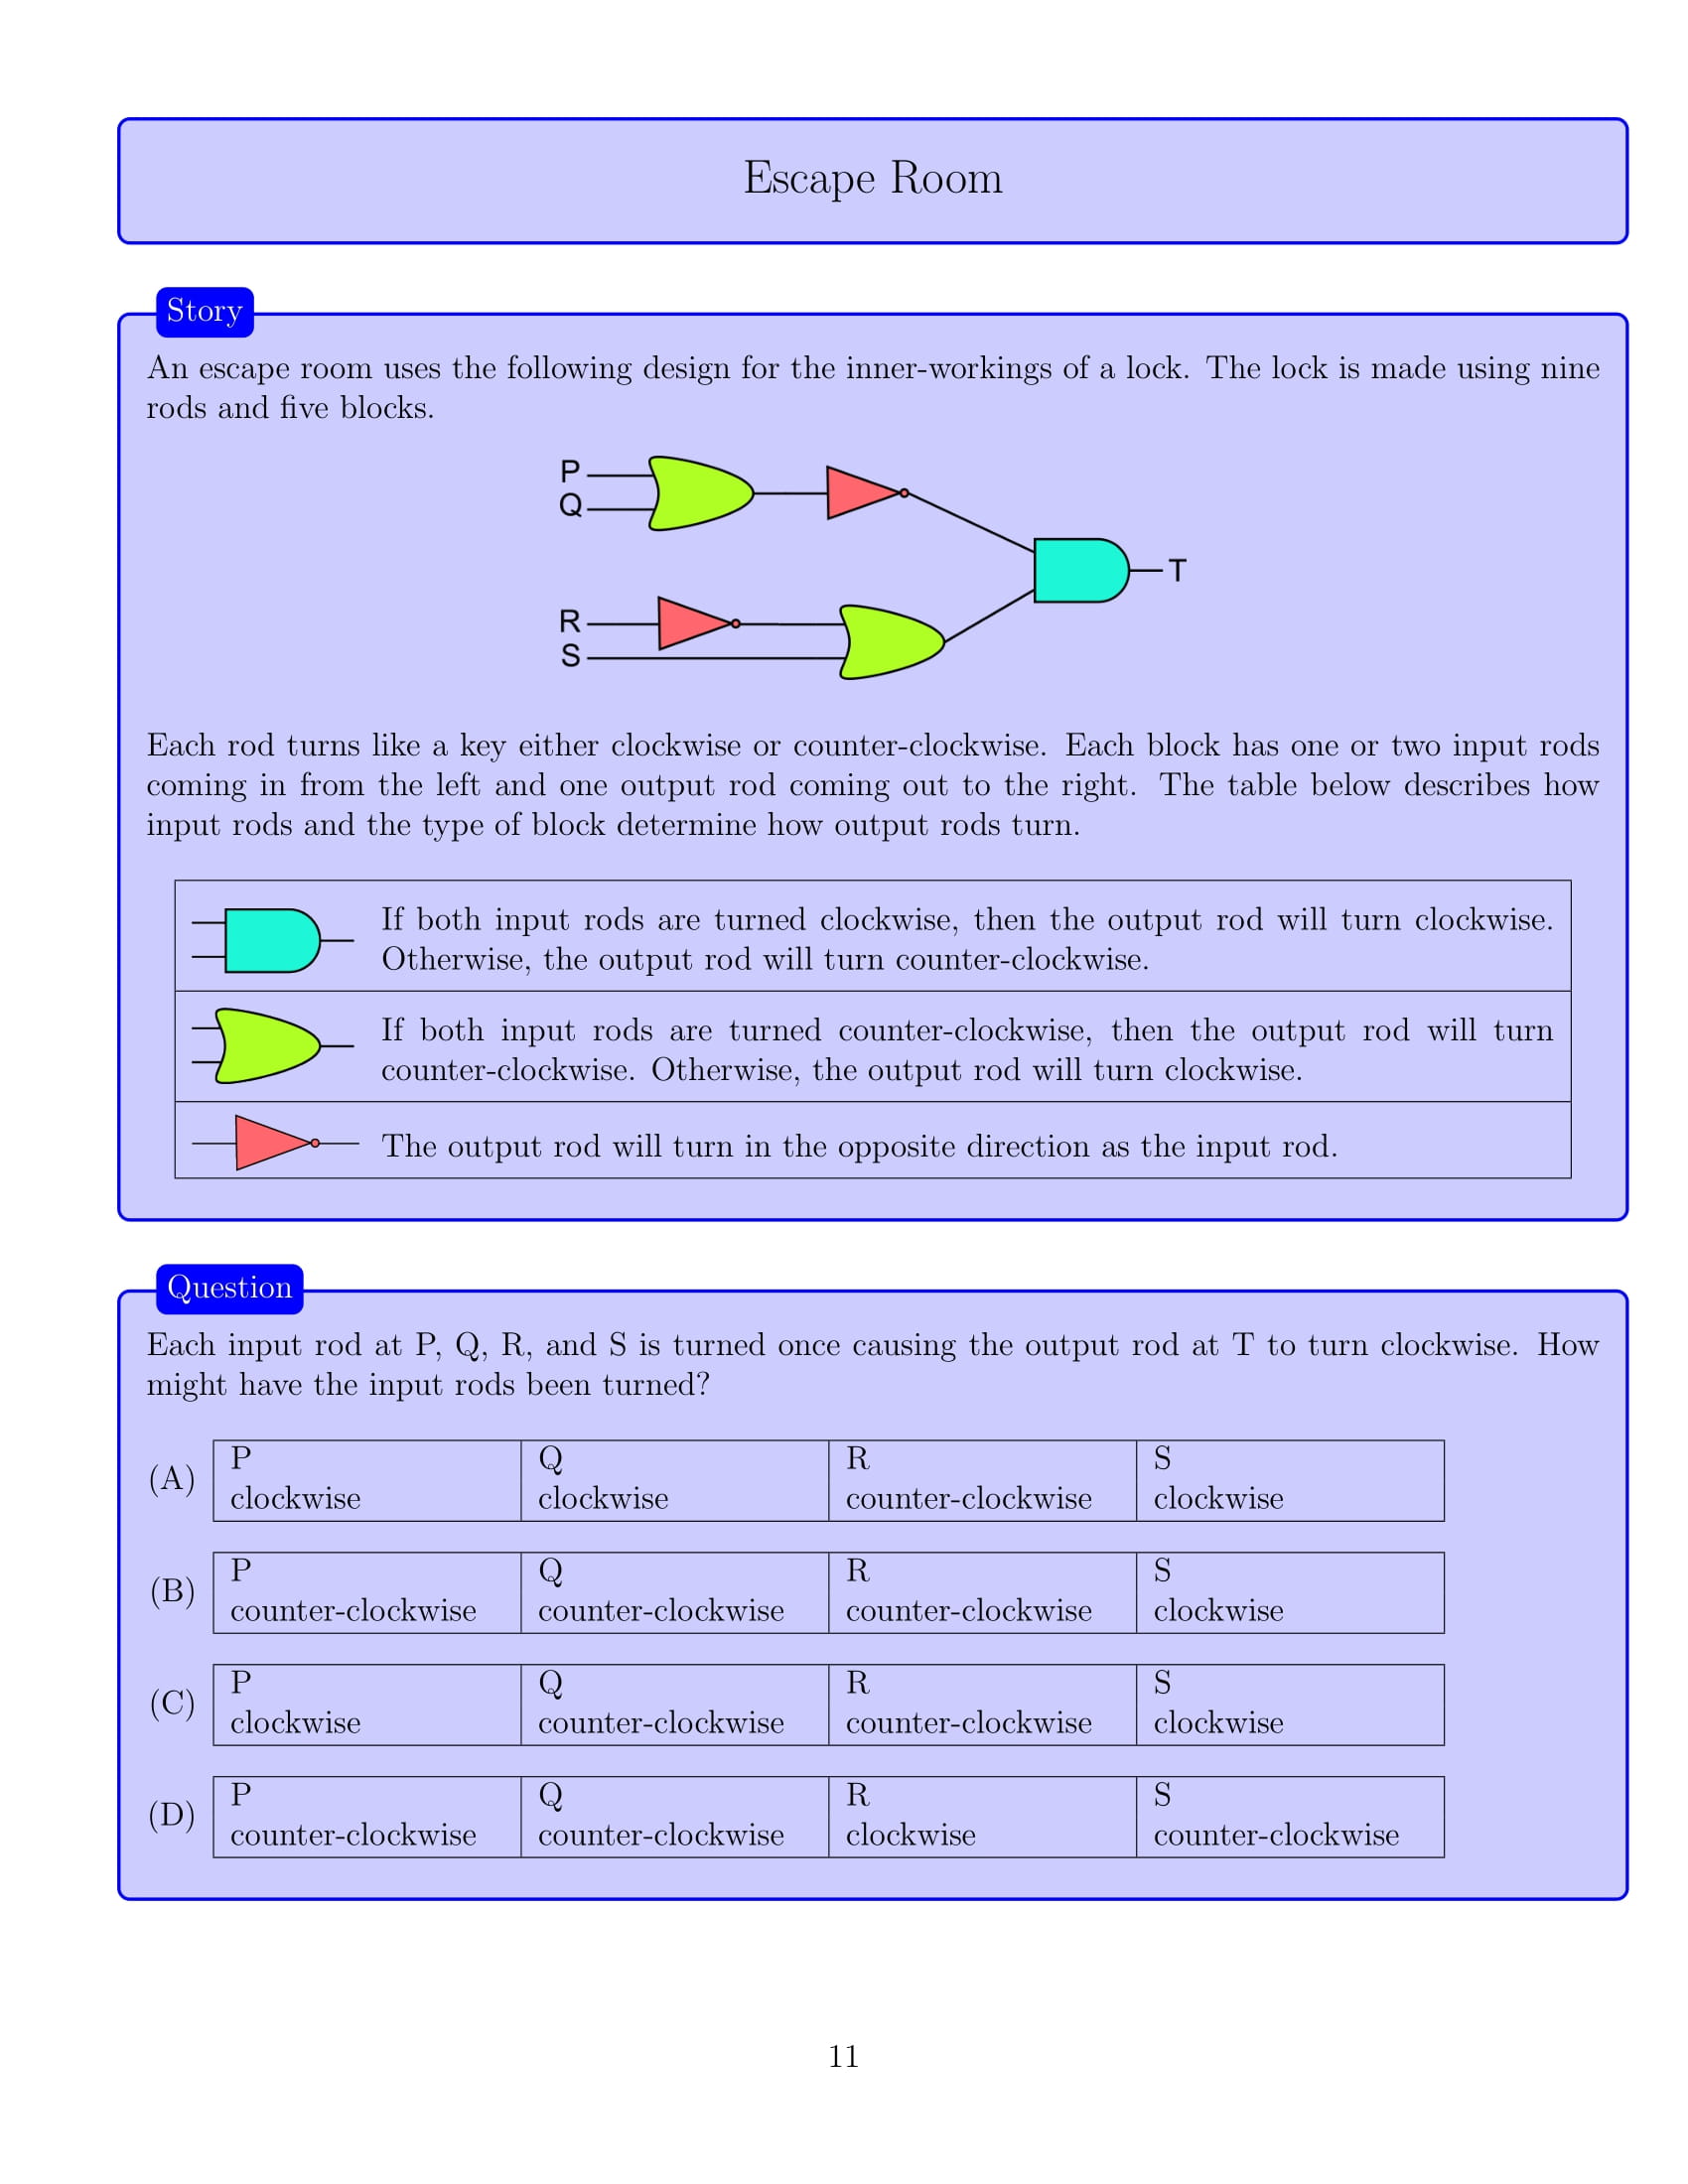 Escape Room
Story
An escape room uses the following design for the inner-workings of a lock. The lock is made using nine
rods and five blocks.
P
Q
T
R
S
Each rod turns like a key either clockwise or counter-clockwise. Each block has one or two input rods
coming in from the left and one output rod coming out to the right. The table below describes how
input rods and the type of block determine how output rods turn.
If both input rods are turned clockwise, then the output rod will turn clockwise.
Otherwise, the output rod will turn counter-clockwise.
If both input rods are turned counter-clockwise, then the output rod will turn
counter-clockwise. Otherwise, the output rod will turn clockwise.
The output rod will turn in the opposite direction as the input rod.
Question
Each input rod at P, Q, R, and S is turned once causing the output rod at T to turn clockwise. How
might have the input rods been turned?
(A)
P Q R S
clockwise clockwise counter-clockwise clockwise
(B)
P Q R S
counter-clockwise counter-clockwise counter-clockwise clockwise
(C)
P Q R S
clockwise counter-clockwise counter-clockwise clockwise
(D)
P Q R S
counter-clockwise counter-clockwise clockwise counter-clockwise
11